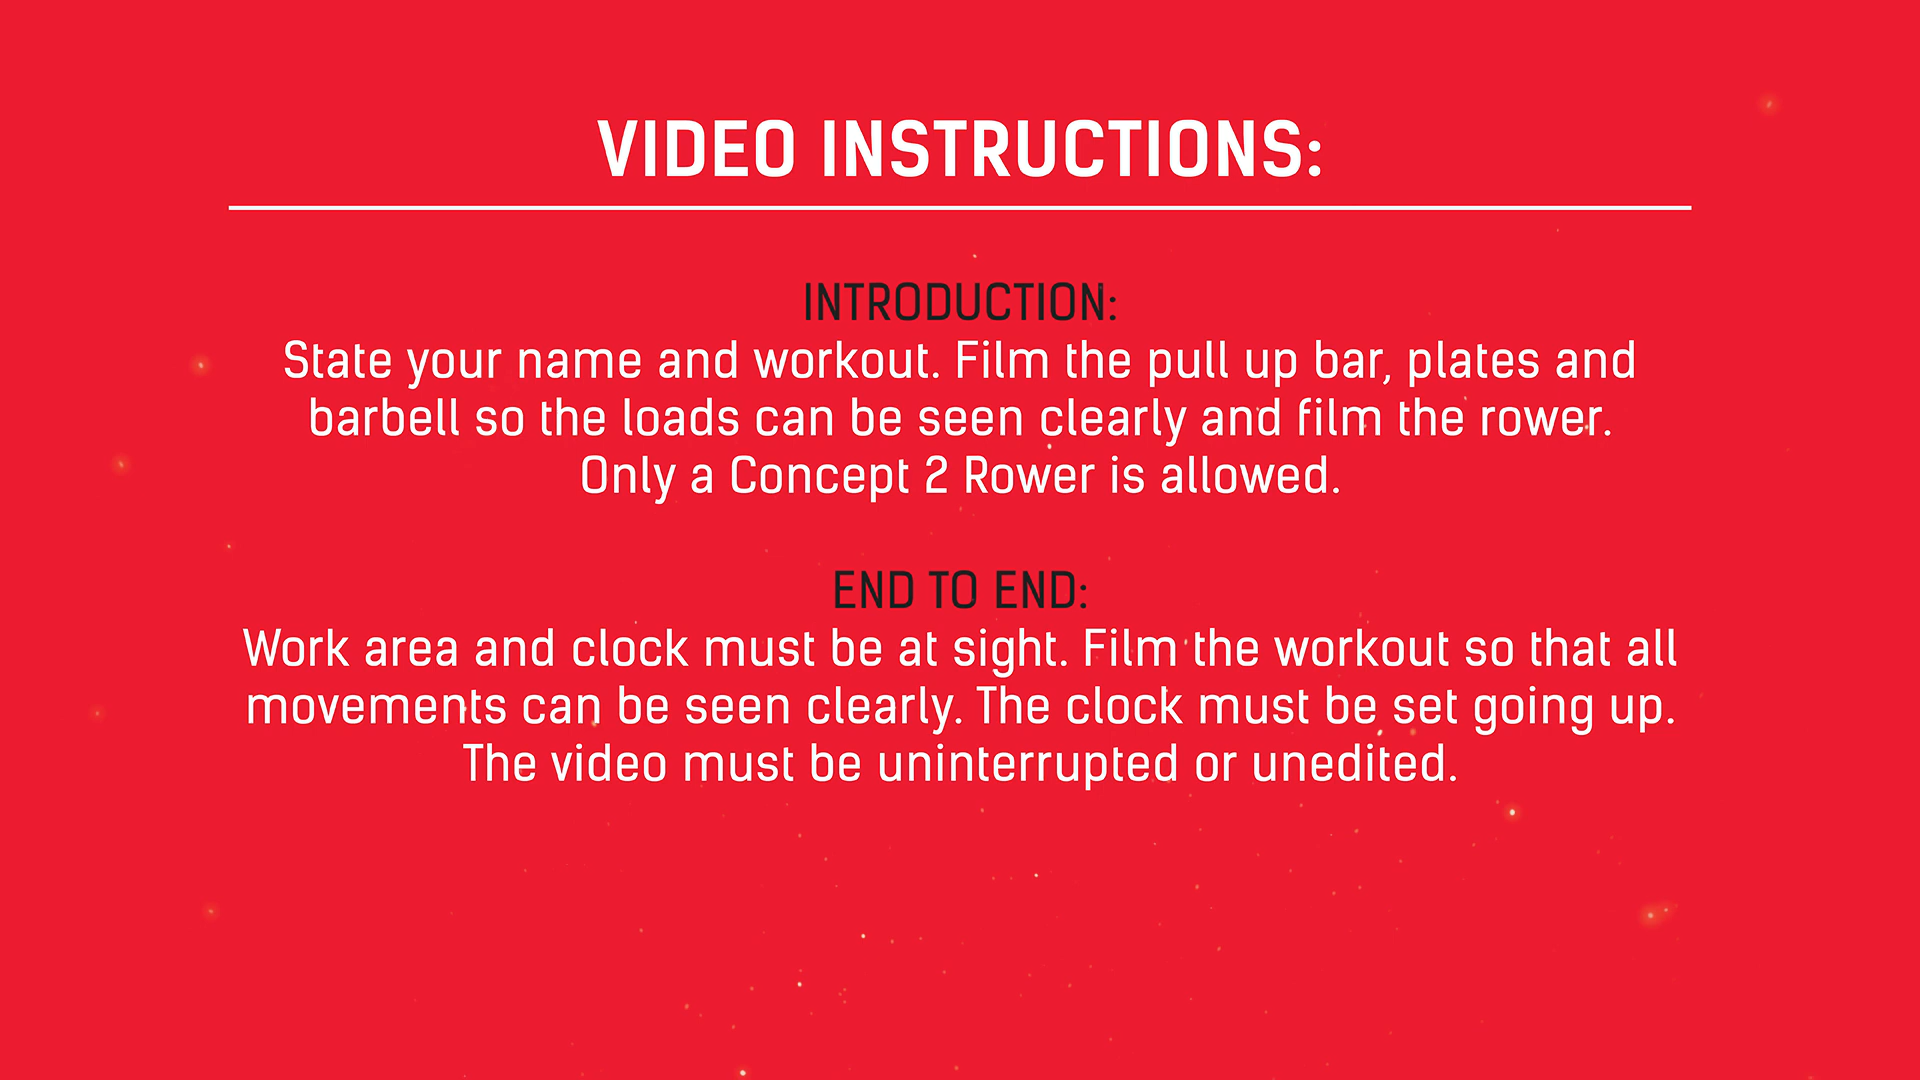 VIDEO INSTRUCTIONS:
INTRODUCTION:
State your name and workout. Film the pull up bar, plates and
barbell so the loads can be seen clearly and film the rower.
Only a Concept 2 Rower is allowed.
END TO END:
Work area and clock must be at sight. Film the workout so that all
movements can be seen clearly. The clock must be set going up.
The video must be uninterrupted or unedited.